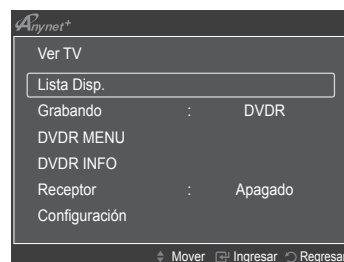 Anynet+
Ver TV
Lista Disp.
Grabando : DVDR
DVDR MENU
DVDR INFO
Receptor : Apagado
Configuración
Mover Ingresar Regresar